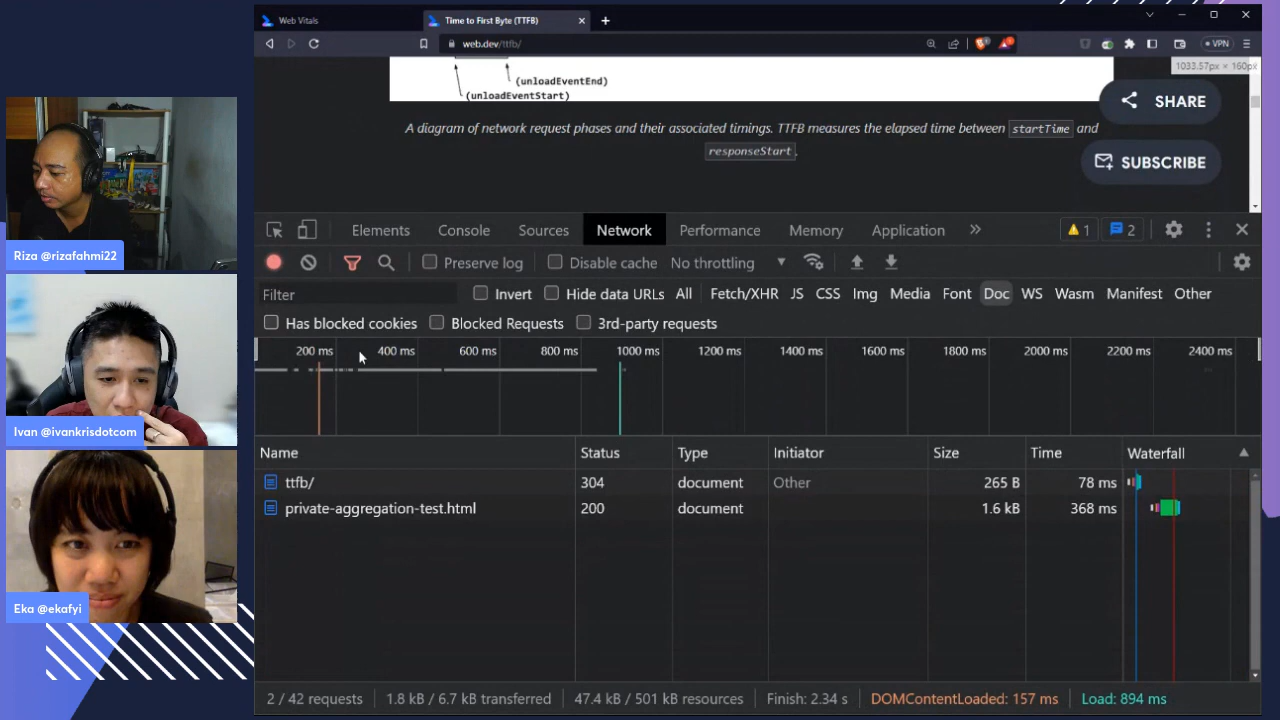 Web Vitals
Time to First Byte (TTFB)
web.dev/ttfb/
VPN
1033.57px × 160px
(unloadEventEnd)
(unloadEventStart)
SHARE
A diagram of network request phases and their associated timings. TTFB measures the elapsed time between startTime and
responseStart.
SUBSCRIBE
Elements Console Sources Network Performance Memory Application » 1 2
Preserve log Disable cache No throttling
Filter Invert Hide data URLs All Fetch/XHR JS CSS Img Media Font Doc WS Wasm Manifest Other
Has blocked cookies Blocked Requests 3rd-party requests
200 ms 400 ms 600 ms 800 ms 1000 ms 1200 ms 1400 ms 1600 ms 1800 ms 2000 ms 2200 ms 2400 ms
Name Status Type Initiator Size Time Waterfall
ttfb/ 304 document Other 265 B 78 ms
private-aggregation-test.html 200 document 1.6 kB 368 ms
2 / 42 requests 1.8 kB / 6.7 kB transferred 47.4 kB / 501 kB resources Finish: 2.34 s DOMContentLoaded: 157 ms Load: 894 ms
Riza @rizafahmi22
Ivan @ivankrisdotcom
Eka @ekafyi